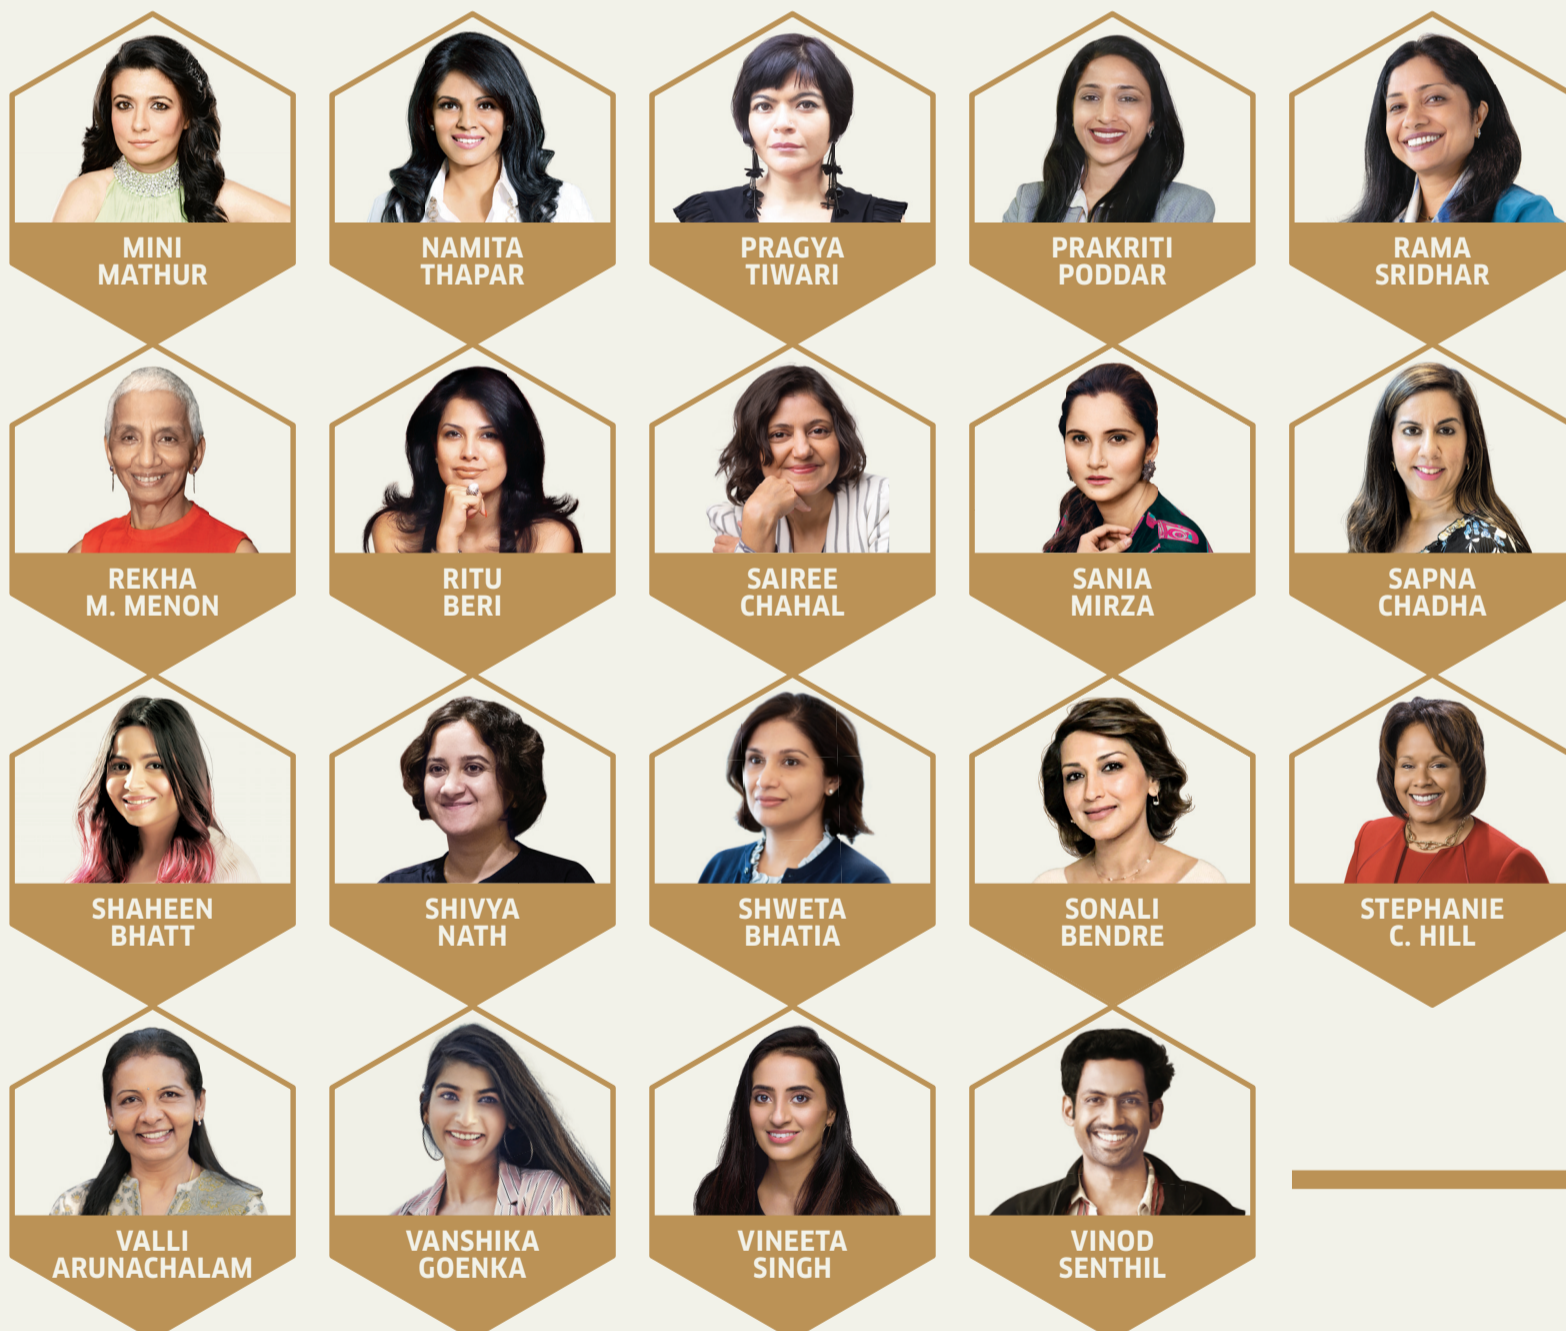 MINI
MATHUR
NAMITA
THAPAR
PRAGYA
TIWARI
PRAKRITI
PODDAR
RAMA
SRIDHAR
REKHA
M. MENON
RITU
BERI
SAIREE
CHAHAL
SANIA
MIRZA
SAPNA
CHADHA
SHAHEEN
BHATT
SHIVYA
NATH
SHWETA
BHATIA
SONALI
BENDRE
STEPHANIE
C. HILL
VALLI
ARUNACHALAM
VANSHIKA
GOENKA
VINEETA
SINGH
VINOD
SENTHIL